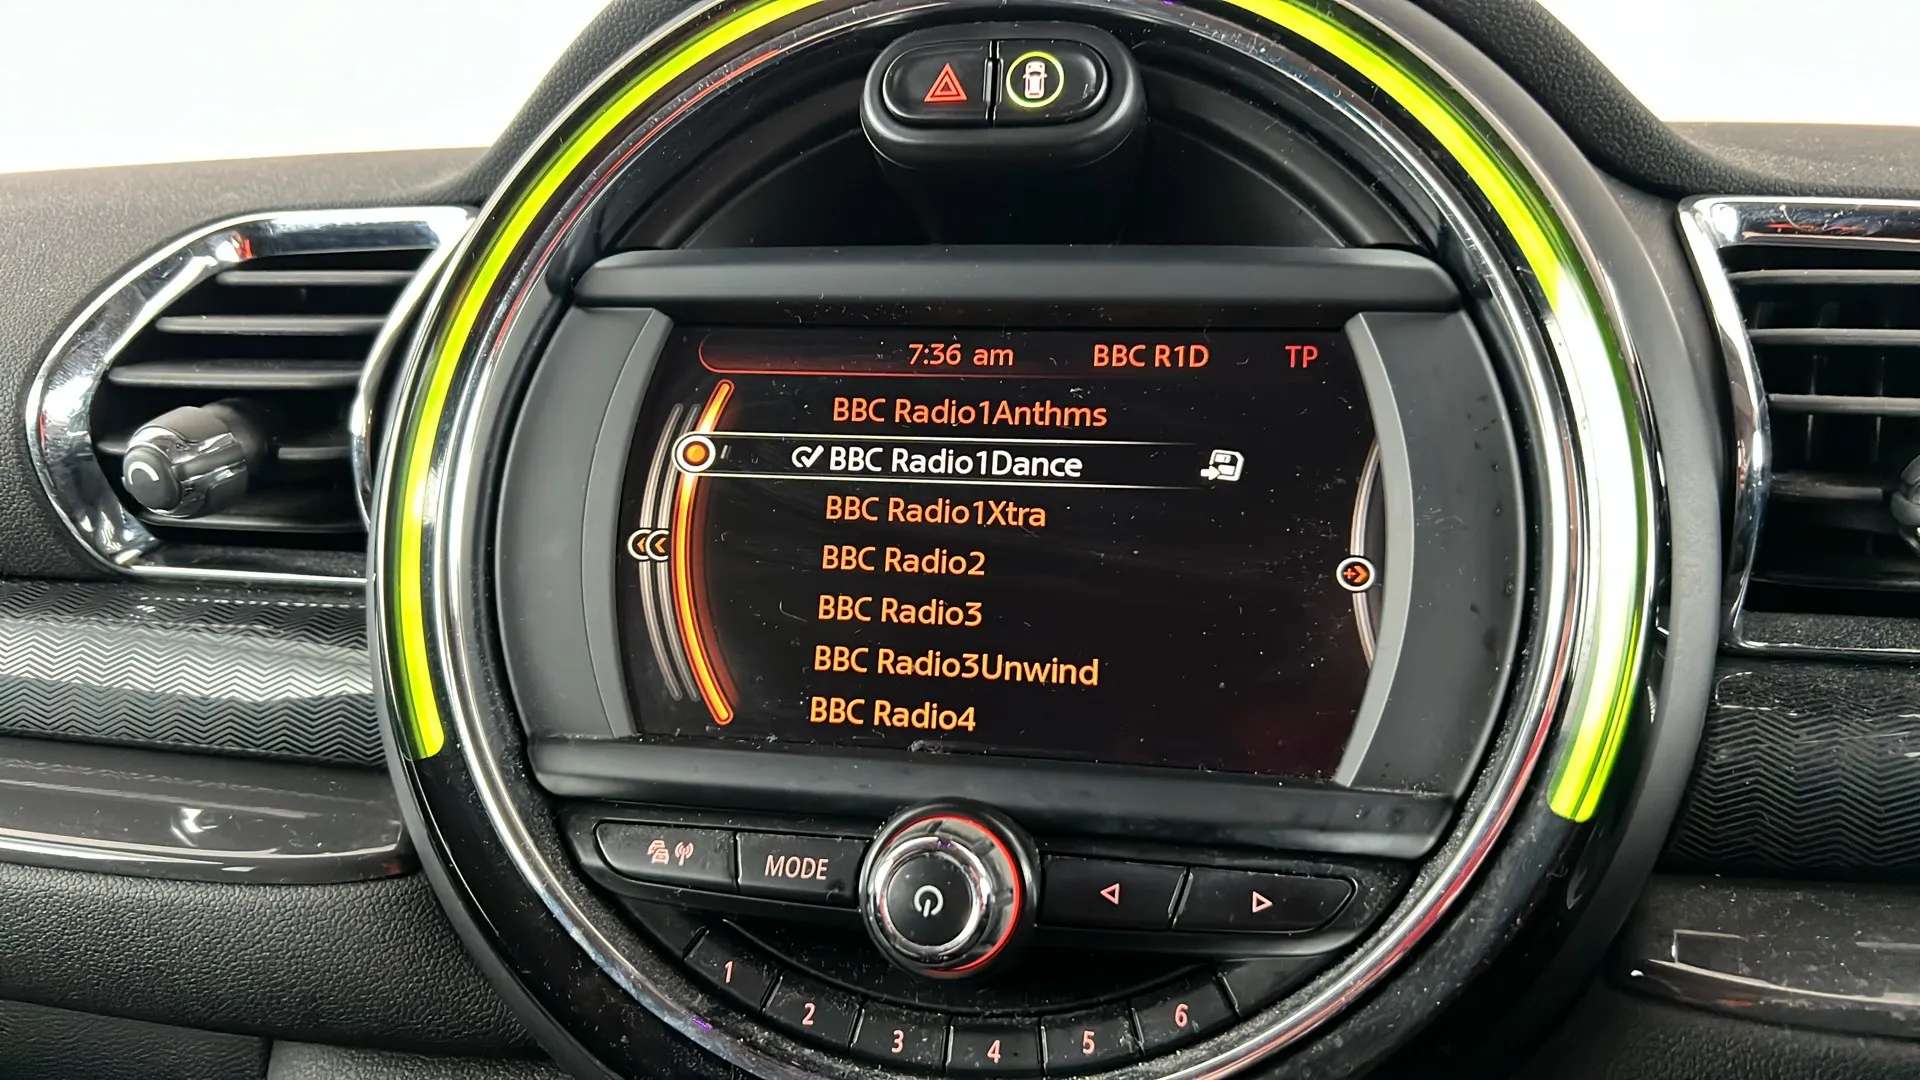 7:36 am BBC R1D TP
BBC Radio1Anthms
BBC Radio1Dance
BBC Radio1Xtra
BBC Radio2
BBC Radio3
BBC Radio3Unwind
BBC Radio4
MODE
1 2 3 4 5 6